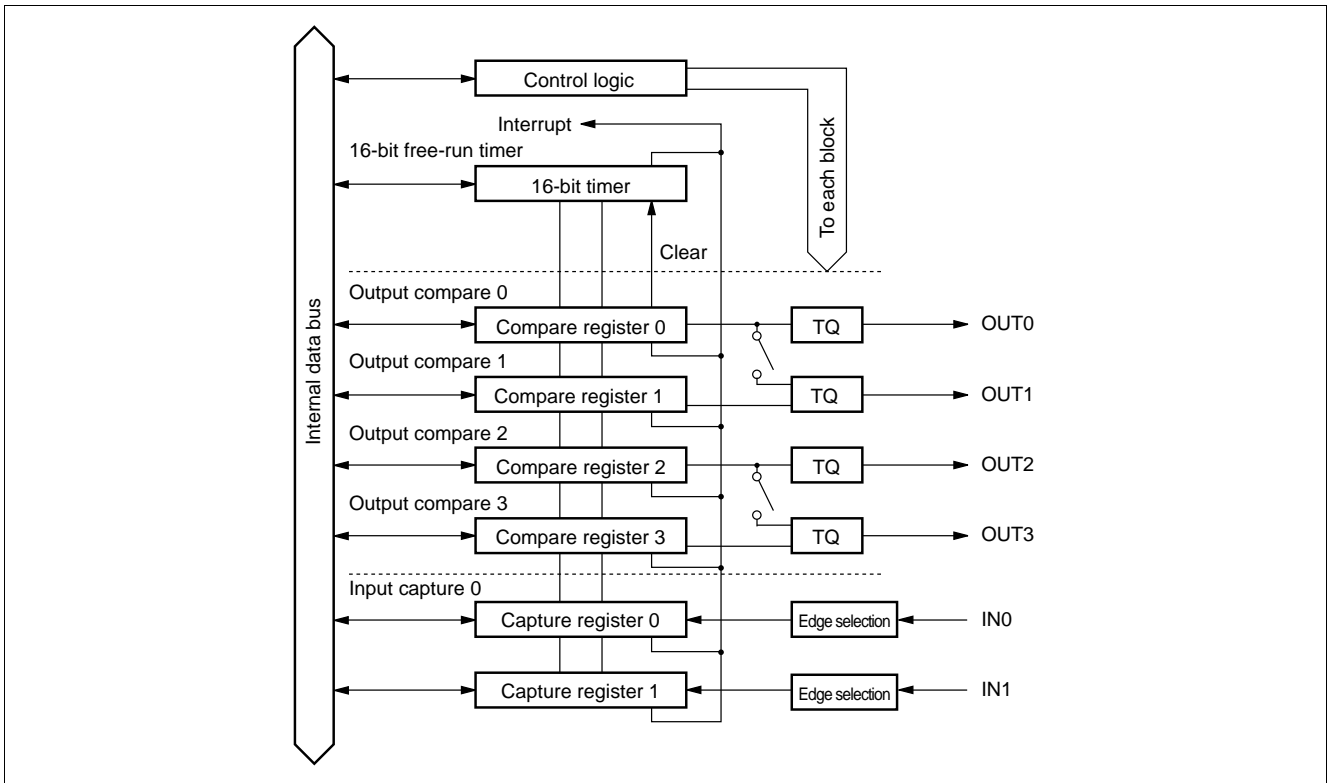 Control logic
Interrupt
16-bit free-run timer
16-bit timer
To each block
Clear
Internal data bus
Output compare 0
Compare register 0
TQ
OUT0
Output compare 1
Compare register 1
TQ
OUT1
Output compare 2
Compare register 2
TQ
OUT2
Output compare 3
Compare register 3
TQ
OUT3
Input capture 0
Capture register 0
Edge selection
IN0
Capture register 1
Edge selection
IN1